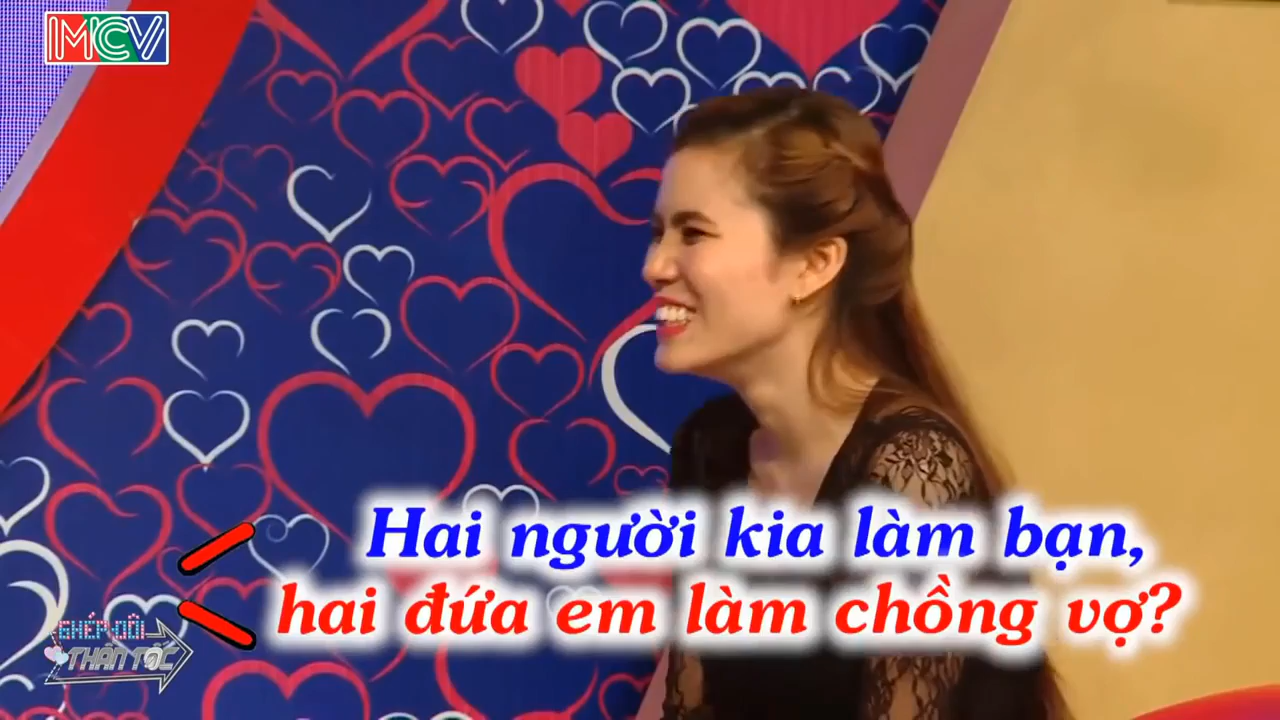 MCV
Hai người kia làm bạn,
hai đứa em làm chồng vợ?
GHÉP ĐÔI
THẦN TỐC